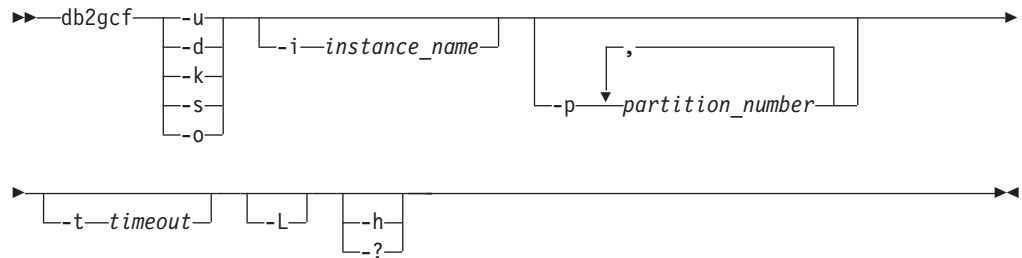 db2gcf -u -i instance_name ,
-d
-k -p partition_number
-s
-o
-t timeout -L -h
-?